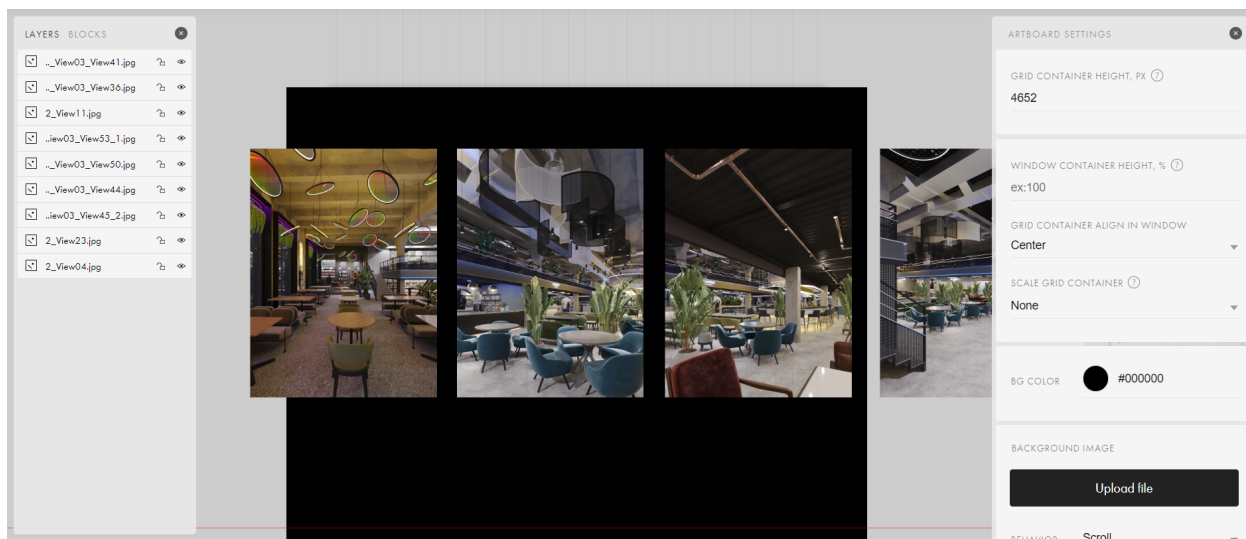 LAYERS BLOCKS
.._View03_View41.jpg
.._View03_View36.jpg
2_View11.jpg
..iew03_View53_1.jpg
.._View03_View50.jpg
.._View03_View44.jpg
..iew03_View45_2.jpg
2_View23.jpg
2_View04.jpg
ARTBOARD SETTINGS
GRID CONTAINER HEIGHT, PX ?
4652
WINDOW CONTAINER HEIGHT, % ?
ex:100
GRID CONTAINER ALIGN IN WINDOW
Center
SCALE GRID CONTAINER ?
None
BG COLOR #000000
BACKGROUND IMAGE
Upload file
BEHAVIOR Scroll